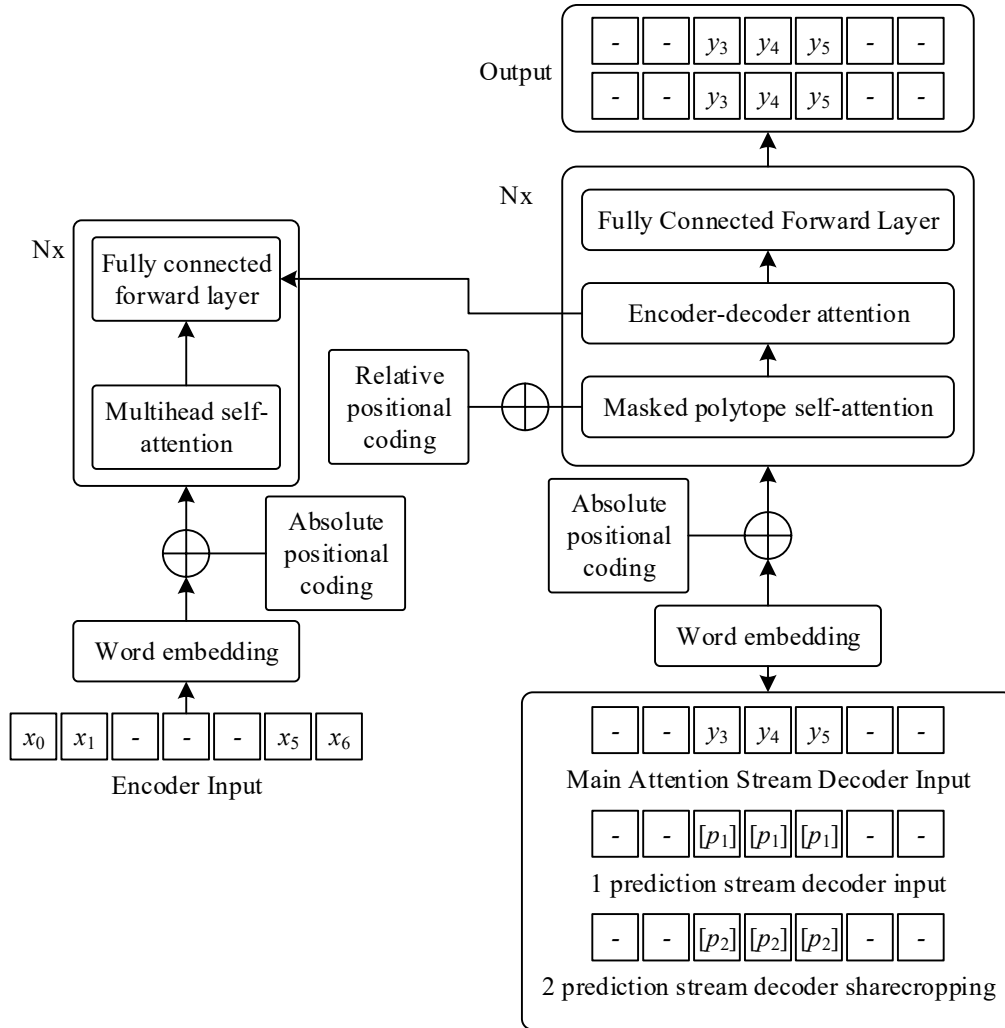 Output
- - y3 y4 y5 - -
- - y3 y4 y5 - -
Nx
Fully Connected Forward Layer
Encoder-decoder attention
Masked polytope self-attention
Relative
positional
coding
Absolute
positional
coding
Word embedding
Nx
Fully connected
forward layer
Multihead self-
attention
Absolute
positional
coding
Word embedding
x0 x1 - - - x5 x6
Encoder Input
- - y3 y4 y5 - -
Main Attention Stream Decoder Input
- - [p1] [p1] [p1] - -
1 prediction stream decoder input
- - [p2] [p2] [p2] - -
2 prediction stream decoder sharecropping